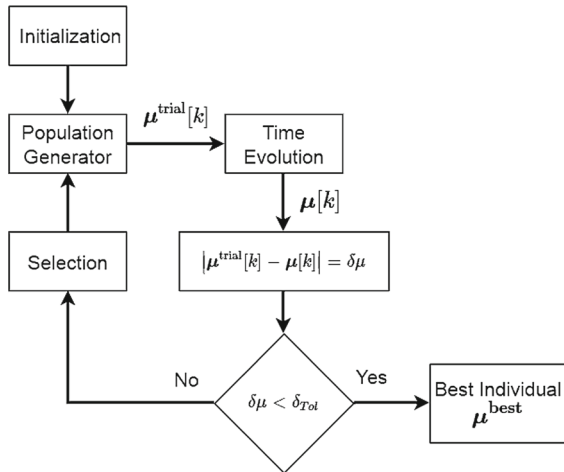 Initialization
Population
Generator
μ^trial[k]
Time
Evolution
μ[k]
|μ^trial[k] − μ[k]| = δμ
Selection
No
δμ < δ_Tol
Yes
Best Individual
μ^best